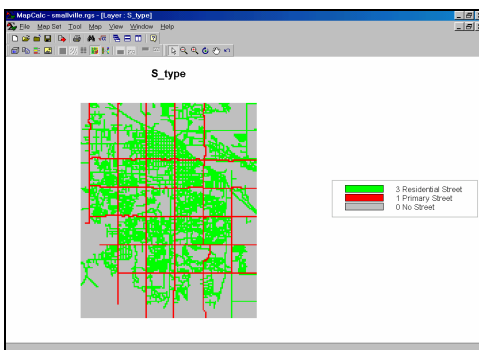 MapCalc - smallville.rgs - [Layer : S_type]
File Map Set Tool Map View Window Help
S_type
3 Residential Street
1 Primary Street
0 No Street